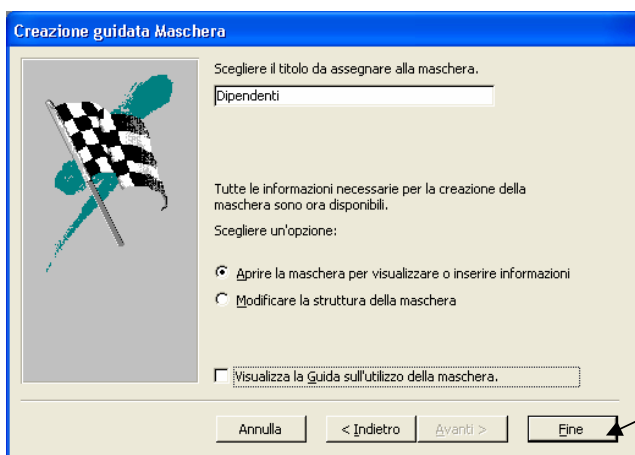 Creazione guidata Maschera
Scegliere il titolo da assegnare alla maschera.
Dipendenti
Tutte le informazioni necessarie per la creazione della
maschera sono ora disponibili.
Scegliere un'opzione:
Aprire la maschera per visualizzare o inserire informazioni
Modificare la struttura della maschera
Visualizza la Guida sull'utilizzo della maschera.
Annulla < Indietro Avanti > Fine